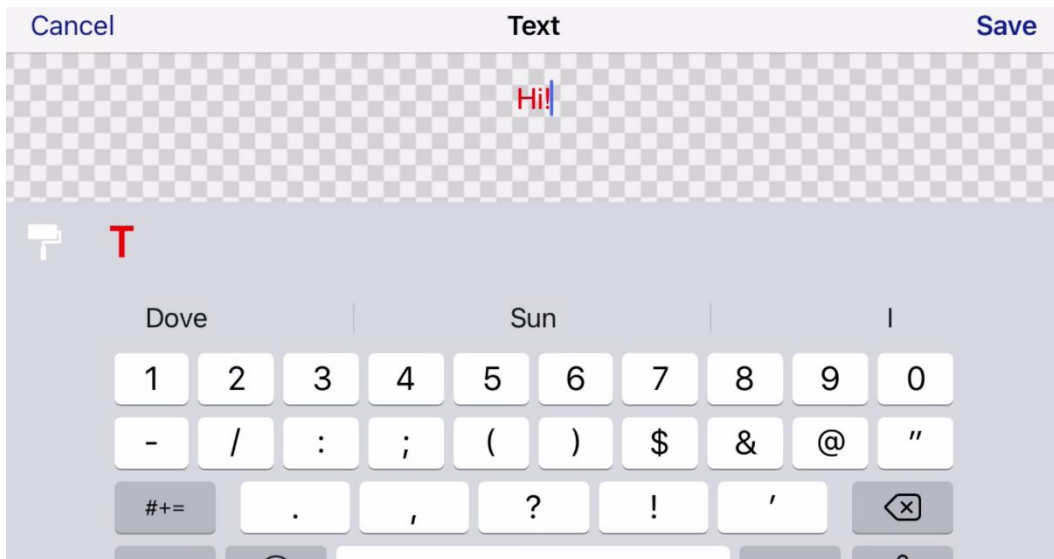 Cancel Text Save
Hi!
T
Dove Sun I
1 2 3 4 5 6 7 8 9 0
- / : ; ( ) $ & @ "
#+= . , ? ! '